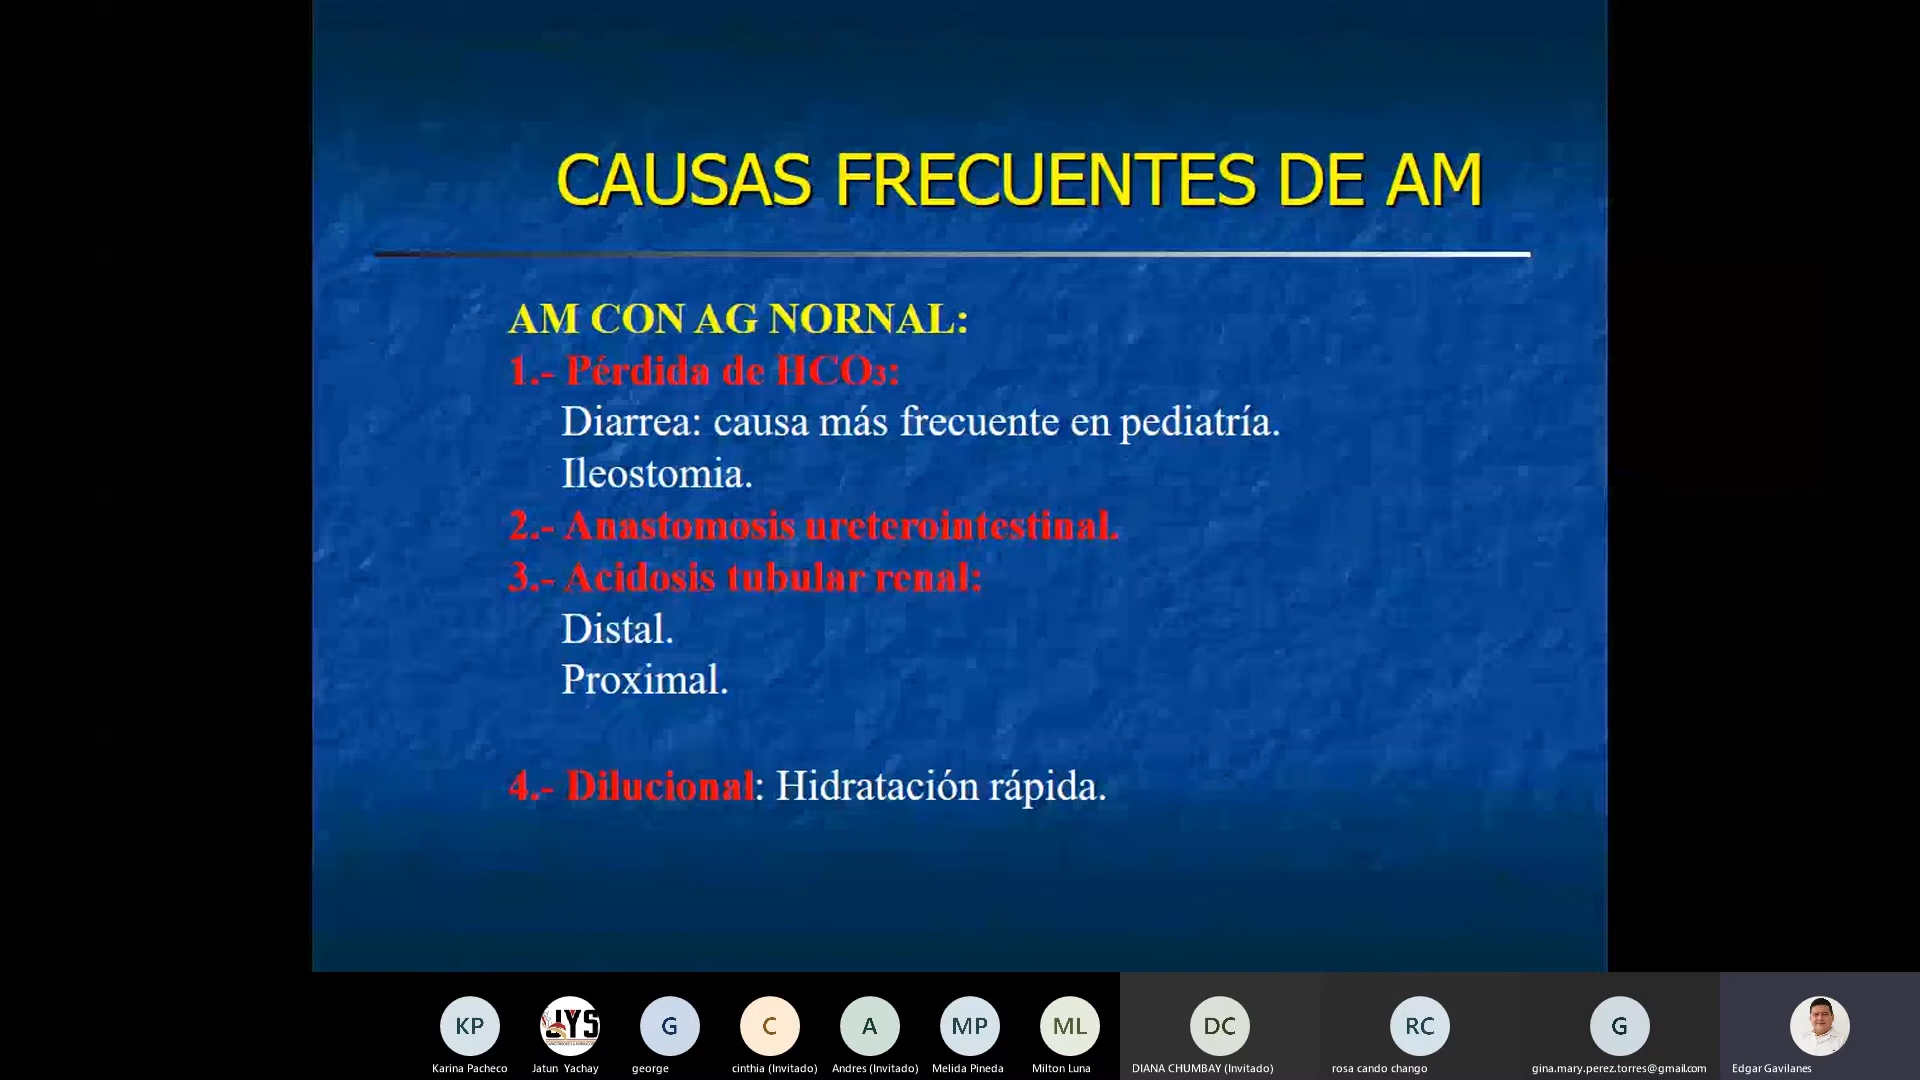 CAUSAS FRECUENTES DE AM
AM CON AG NORNAL:
1.- Pérdida de HCO₃:
Diarrea: causa más frecuente en pediatría.
Ileostomia.
2.- Anastomosis ureterointestinal.
3.- Acidosis tubular renal:
Distal.
Proximal.
4.- Dilucional: Hidratación rápida.
KP JYS G C A MP ML DC RC G
Karina Pacheco Jatun Yachay george cinthia (Invitado) Andres (Invitado) Melida Pineda Milton Luna DIANA CHUMBAY (Invitado) rosa cando chango gina.mary.perez.torres@gmail.com Edgar Gavilanes